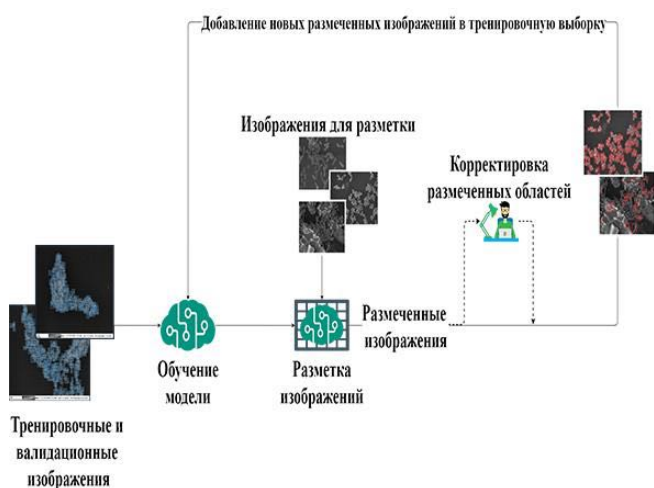 Добавление новых размеченных изображений в тренировочную выборку
Изображения для разметки
Корректировка
размеченных областей
Размеченные
изображения
Обучение
модели
Разметка
изображений
Тренировочные и
валидационные
изображения